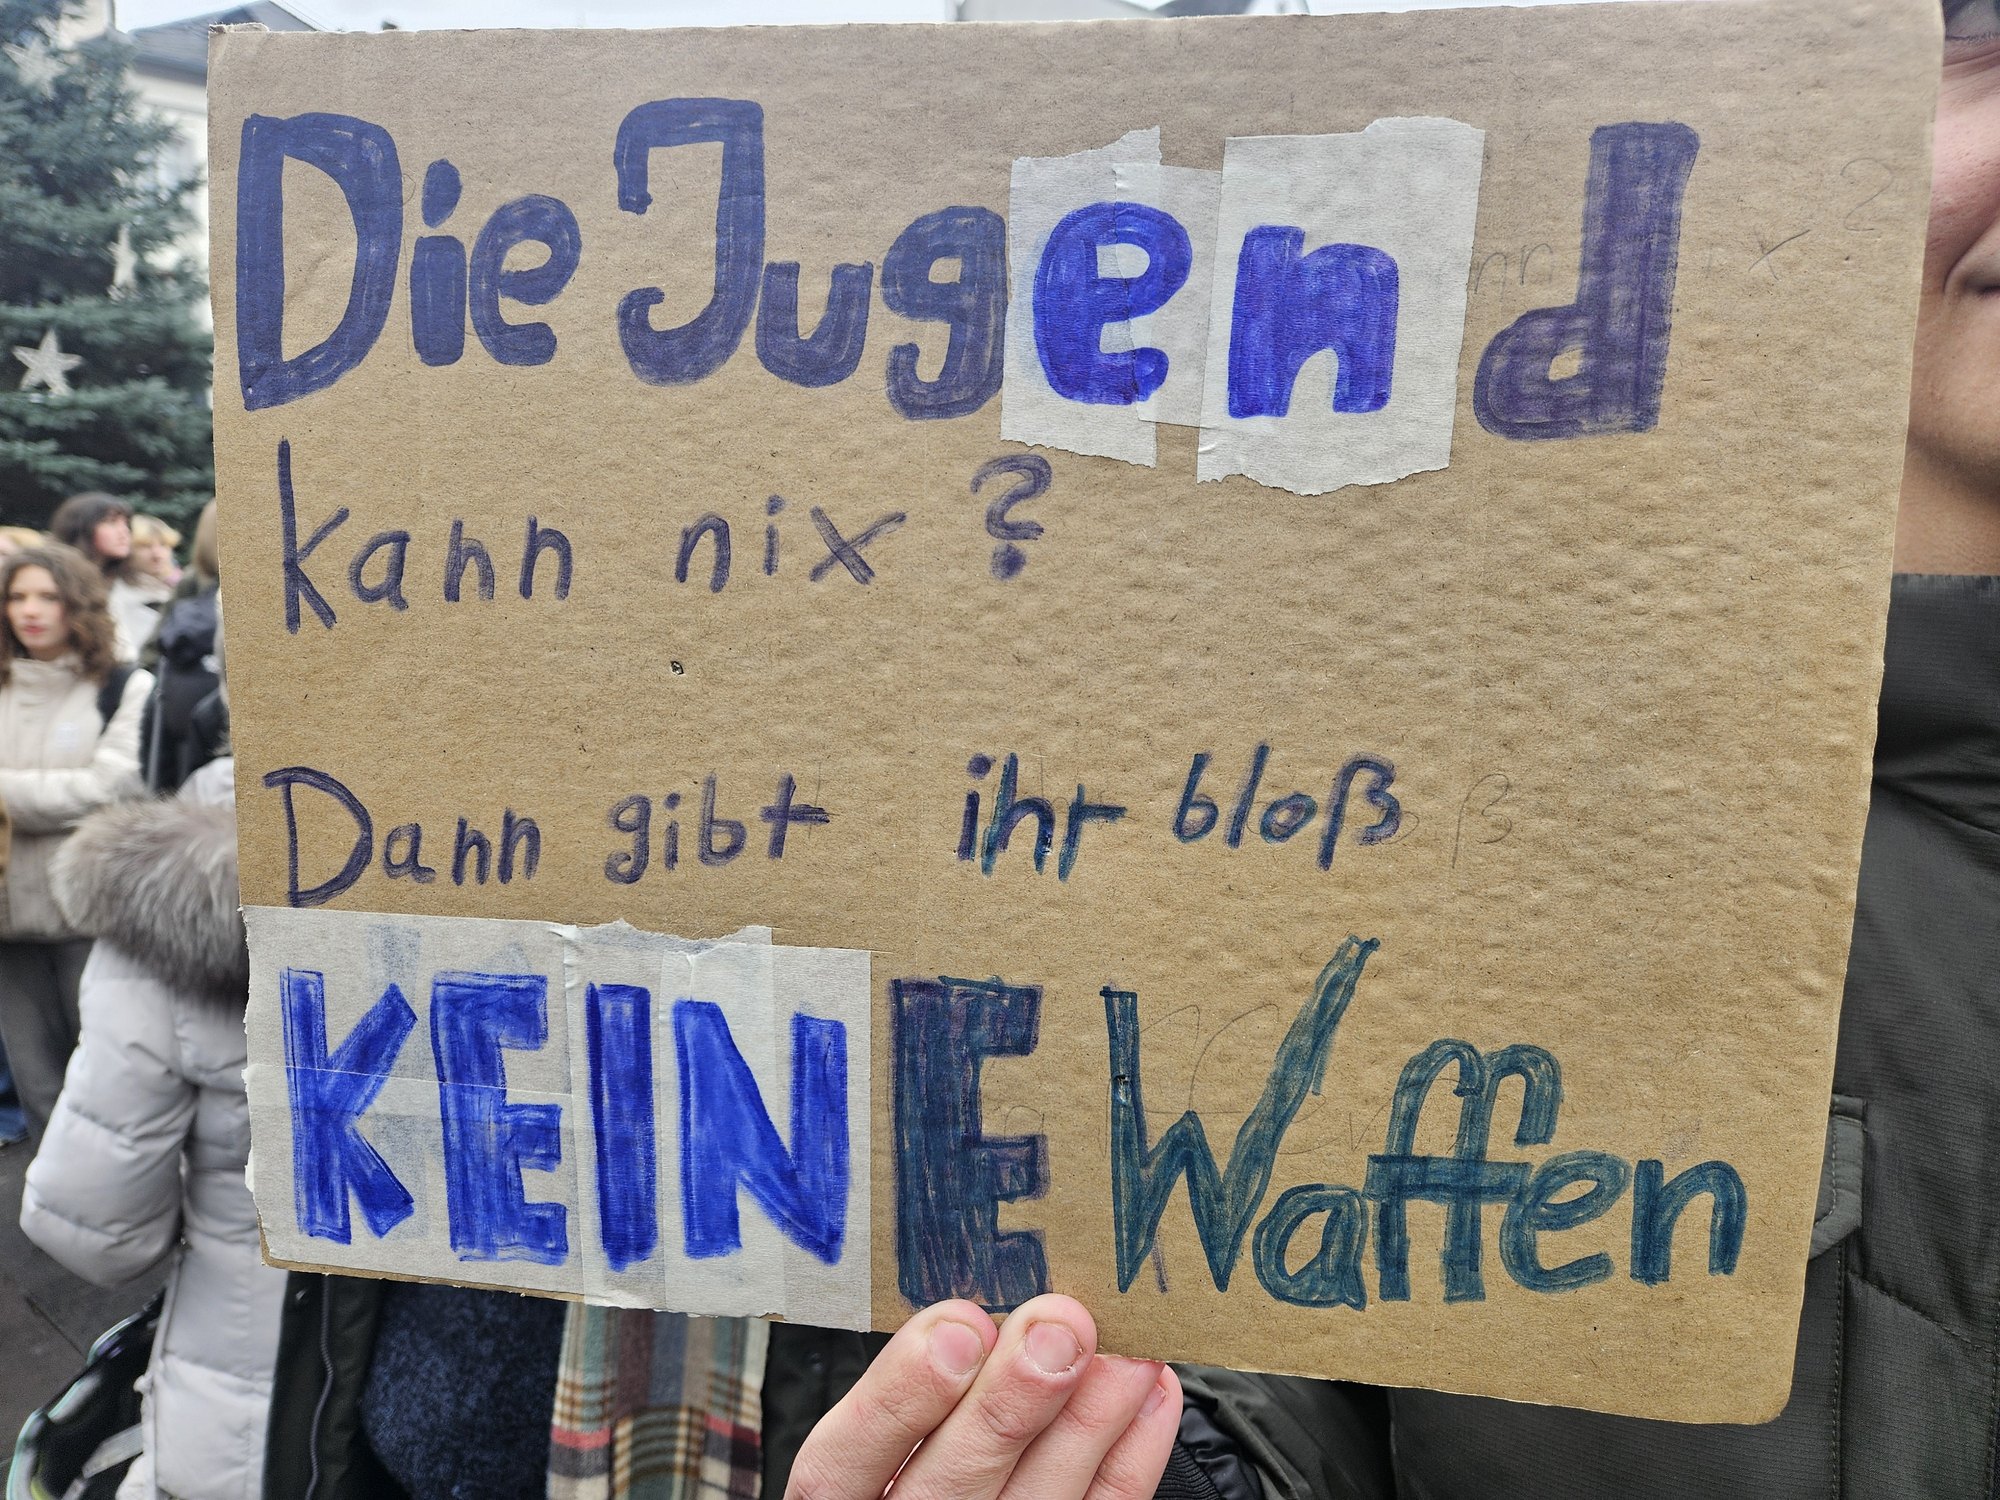 Die Jugend
kann nix?
Dann gibt ihr bloß
KEINE Waffen